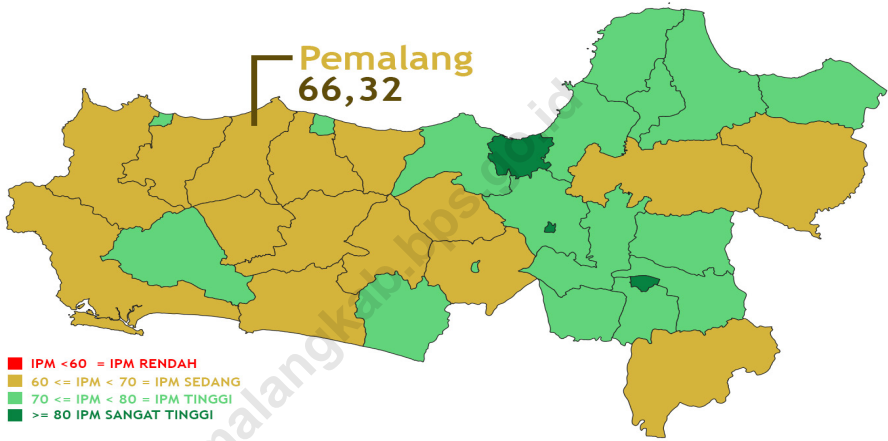 Pemalang
66,32
IPM <60 = IPM RENDAH
60 <= IPM < 70 = IPM SEDANG
70 <= IPM < 80 = IPM TINGGI
>= 80 IPM SANGAT TINGGI
malangkab.bps.go.id